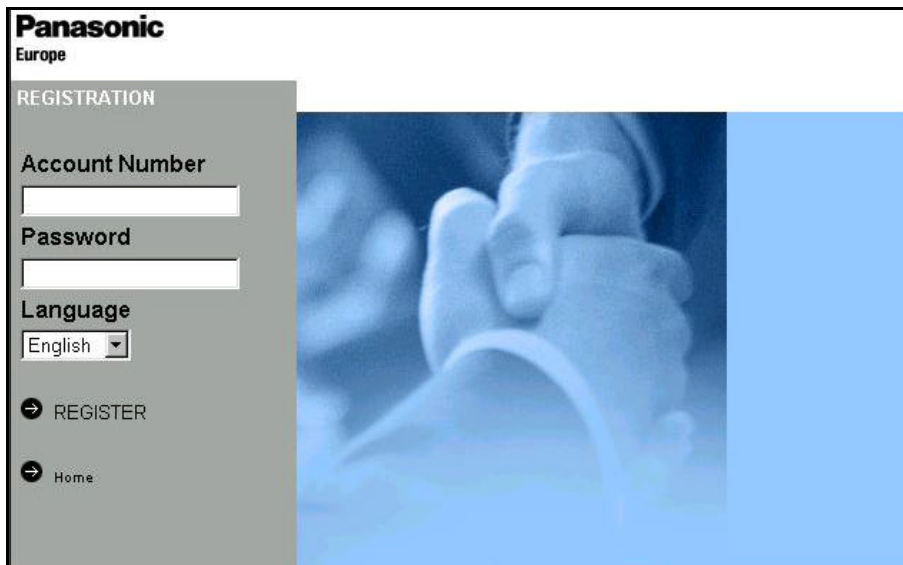 Panasonic
Europe
REGISTRATION
Account Number
Password
Language
English
REGISTER
Home